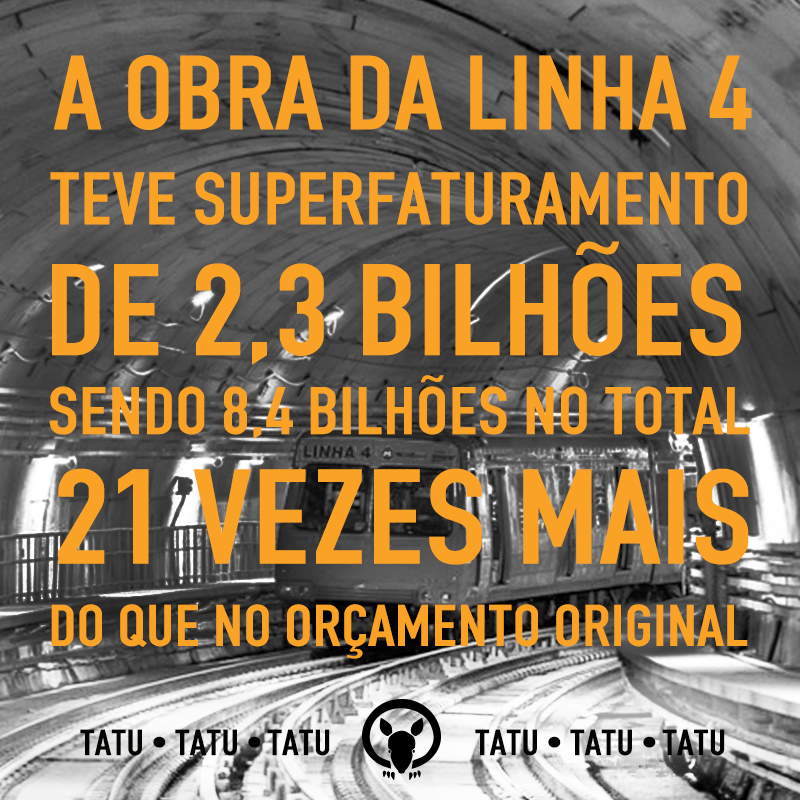 A OBRA DA LINHA 4
TEVE SUPERFATURAMENTO
DE 2,3 BILHÕES
SENDO 8,4 BILHÕES NO TOTAL
LINHA 4
21 VEZES MAIS
DO QUE NO ORÇAMENTO ORIGINAL
TATU • TATU • TATU TATU • TATU • TATU